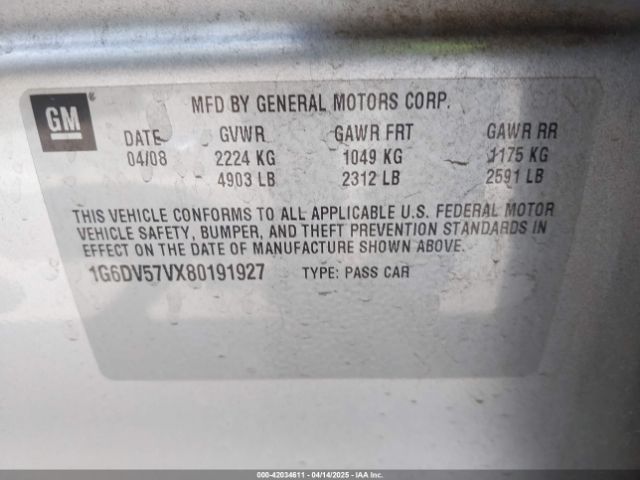 GM®
MFD BY GENERAL MOTORS CORP.
DATE GVWR GAWR FRT GAWR RR
04/08 2224 KG 1049 KG 1175 KG
4903 LB 2312 LB 2591 LB
THIS VEHICLE CONFORMS TO ALL APPLICABLE U.S. FEDERAL MOTOR
VEHICLE SAFETY, BUMPER, AND THEFT PREVENTION STANDARDS IN
EFFECT ON THE DATE OF MANUFACTURE SHOWN ABOVE.
1G6DV57VX80191927 TYPE: PASS CAR
000-42034611 - 04/14/2025 - IAA Inc.